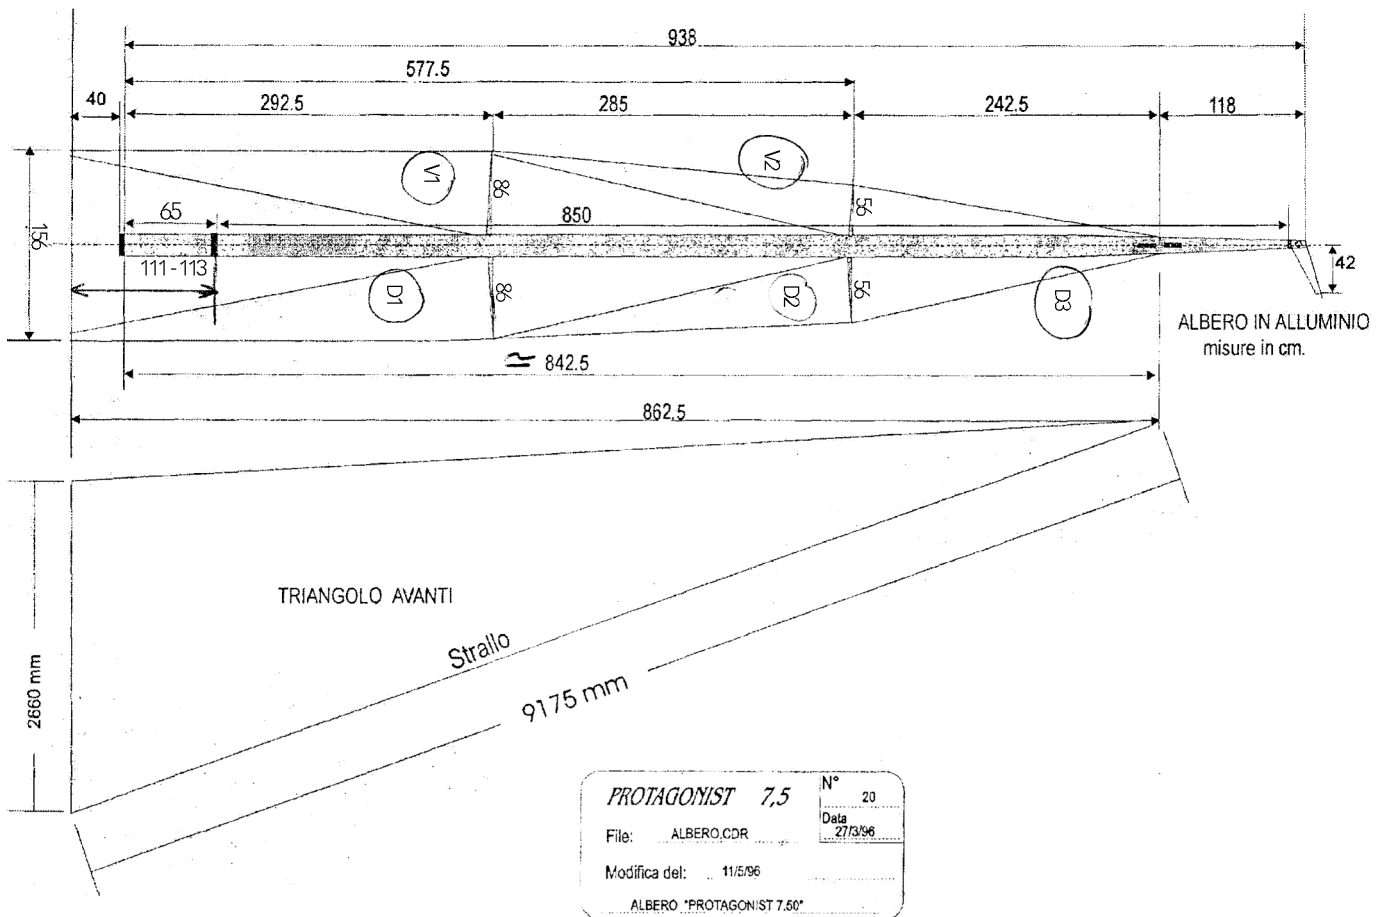 938
577.5
40
292.5
285
242.5
118
V1
V2
86
56
156
65
850
111-113
42
D1
86
D2
56
D3
ALBERO IN ALLUMINIO
misure in cm.
≃ 842.5
862.5
TRIANGOLO AVANTI
Strallo
2660 mm
9175 mm
PROTAGONIST 7,5
N°
20
Data
27/3/96
File: ALBERO.CDR
Modifica del: 11/5/96
ALBERO "PROTAGONIST 7.50"